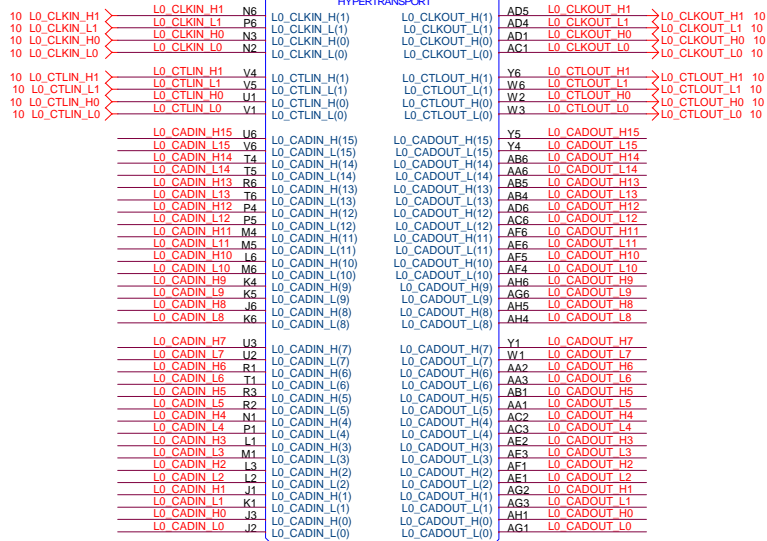 HYPERTRANSPORT
10 L0_CLKIN_H1 L0_CLKIN_H1 N6 L0_CLKIN_H(1) L0_CLKOUT_H(1) AD5 L0_CLKOUT_H1 L0_CLKOUT_H1 10
10 L0_CLKIN_L1 L0_CLKIN_L1 P6 L0_CLKIN_L(1) L0_CLKOUT_L(1) AD4 L0_CLKOUT_L1 L0_CLKOUT_L1 10
10 L0_CLKIN_H0 L0_CLKIN_H0 N3 L0_CLKIN_H(0) L0_CLKOUT_H(0) AD1 L0_CLKOUT_H0 L0_CLKOUT_H0 10
10 L0_CLKIN_L0 L0_CLKIN_L0 N2 L0_CLKIN_L(0) L0_CLKOUT_L(0) AC1 L0_CLKOUT_L0 L0_CLKOUT_L0 10
10 L0_CTLIN_H1 L0_CTLIN_H1 V4 L0_CTLIN_H(1) L0_CTLOUT_H(1) Y6 L0_CTLOUT_H1 L0_CTLOUT_H1 10
10 L0_CTLIN_L1 L0_CTLIN_L1 V5 L0_CTLIN_L(1) L0_CTLOUT_L(1) W6 L0_CTLOUT_L1 L0_CTLOUT_L1 10
10 L0_CTLIN_H0 L0_CTLIN_H0 U1 L0_CTLIN_H(0) L0_CTLOUT_H(0) W2 L0_CTLOUT_H0 L0_CTLOUT_H0 10
10 L0_CTLIN_L0 L0_CTLIN_L0 V1 L0_CTLIN_L(0) L0_CTLOUT_L(0) W3 L0_CTLOUT_L0 L0_CTLOUT_L0 10
L0_CADIN_H15 U6 L0_CADIN_H(15) L0_CADOUT_H(15) Y5 L0_CADOUT_H15
L0_CADIN_L15 V6 L0_CADIN_L(15) L0_CADOUT_L(15) Y4 L0_CADOUT_L15
L0_CADIN_H14 T4 L0_CADIN_H(14) L0_CADOUT_H(14) AB6 L0_CADOUT_H14
L0_CADIN_L14 T5 L0_CADIN_L(14) L0_CADOUT_L(14) AA6 L0_CADOUT_L14
L0_CADIN_H13 R6 L0_CADIN_H(13) L0_CADOUT_H(13) AB5 L0_CADOUT_H13
L0_CADIN_L13 T6 L0_CADIN_L(13) L0_CADOUT_L(13) AB4 L0_CADOUT_L13
L0_CADIN_H12 P4 L0_CADIN_H(12) L0_CADOUT_H(12) AD6 L0_CADOUT_H12
L0_CADIN_L12 P5 L0_CADIN_L(12) L0_CADOUT_L(12) AC6 L0_CADOUT_L12
L0_CADIN_H11 M4 L0_CADIN_H(11) L0_CADOUT_H(11) AF6 L0_CADOUT_H11
L0_CADIN_L11 M5 L0_CADIN_L(11) L0_CADOUT_L(11) AE6 L0_CADOUT_L11
L0_CADIN_H10 L6 L0_CADIN_H(10) L0_CADOUT_H(10) AF5 L0_CADOUT_H10
L0_CADIN_L10 M6 L0_CADIN_L(10) L0_CADOUT_L(10) AF4 L0_CADOUT_L10
L0_CADIN_H9 K4 L0_CADIN_H(9) L0_CADOUT_H(9) AH6 L0_CADOUT_H9
L0_CADIN_L9 K5 L0_CADIN_L(9) L0_CADOUT_L(9) AG6 L0_CADOUT_L9
L0_CADIN_H8 J6 L0_CADIN_H(8) L0_CADOUT_H(8) AH5 L0_CADOUT_H8
L0_CADIN_L8 K6 L0_CADIN_L(8) L0_CADOUT_L(8) AH4 L0_CADOUT_L8
L0_CADIN_H7 U3 L0_CADIN_H(7) L0_CADOUT_H(7) Y1 L0_CADOUT_H7
L0_CADIN_L7 U2 L0_CADIN_L(7) L0_CADOUT_L(7) W1 L0_CADOUT_L7
L0_CADIN_H6 R1 L0_CADIN_H(6) L0_CADOUT_H(6) AA2 L0_CADOUT_H6
L0_CADIN_L6 T1 L0_CADIN_L(6) L0_CADOUT_L(6) AA3 L0_CADOUT_L6
L0_CADIN_H5 R3 L0_CADIN_H(5) L0_CADOUT_H(5) AB1 L0_CADOUT_H5
L0_CADIN_L5 R2 L0_CADIN_L(5) L0_CADOUT_L(5) AA1 L0_CADOUT_L5
L0_CADIN_H4 N1 L0_CADIN_H(4) L0_CADOUT_H(4) AC2 L0_CADOUT_H4
L0_CADIN_L4 P1 L0_CADIN_L(4) L0_CADOUT_L(4) AC3 L0_CADOUT_L4
L0_CADIN_H3 L1 L0_CADIN_H(3) L0_CADOUT_H(3) AE2 L0_CADOUT_H3
L0_CADIN_L3 M1 L0_CADIN_L(3) L0_CADOUT_L(3) AE3 L0_CADOUT_L3
L0_CADIN_H2 L3 L0_CADIN_H(2) L0_CADOUT_H(2) AF1 L0_CADOUT_H2
L0_CADIN_L2 L2 L0_CADIN_L(2) L0_CADOUT_L(2) AE1 L0_CADOUT_L2
L0_CADIN_H1 J1 L0_CADIN_H(1) L0_CADOUT_H(1) AG2 L0_CADOUT_H1
L0_CADIN_L1 K1 L0_CADIN_L(1) L0_CADOUT_L(1) AG3 L0_CADOUT_L1
L0_CADIN_H0 J3 L0_CADIN_H(0) L0_CADOUT_H(0) AH1 L0_CADOUT_H0
L0_CADIN_L0 J2 L0_CADIN_L(0) L0_CADOUT_L(0) AG1 L0_CADOUT_L0